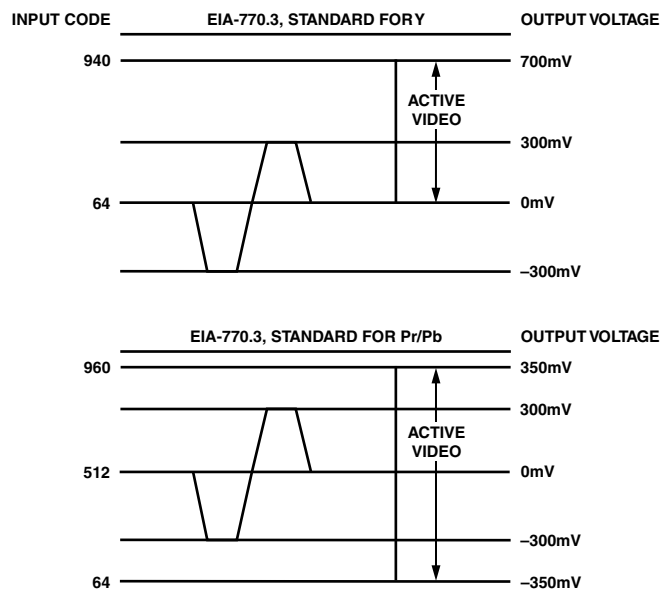 INPUT CODE EIA-770.3, STANDARD FOR Y OUTPUT VOLTAGE
940 700mV
ACTIVE
VIDEO
300mV
64 0mV
–300mV
EIA-770.3, STANDARD FOR Pr/Pb OUTPUT VOLTAGE
960 350mV
300mV
ACTIVE
VIDEO
512 0mV
–300mV
64 –350mV